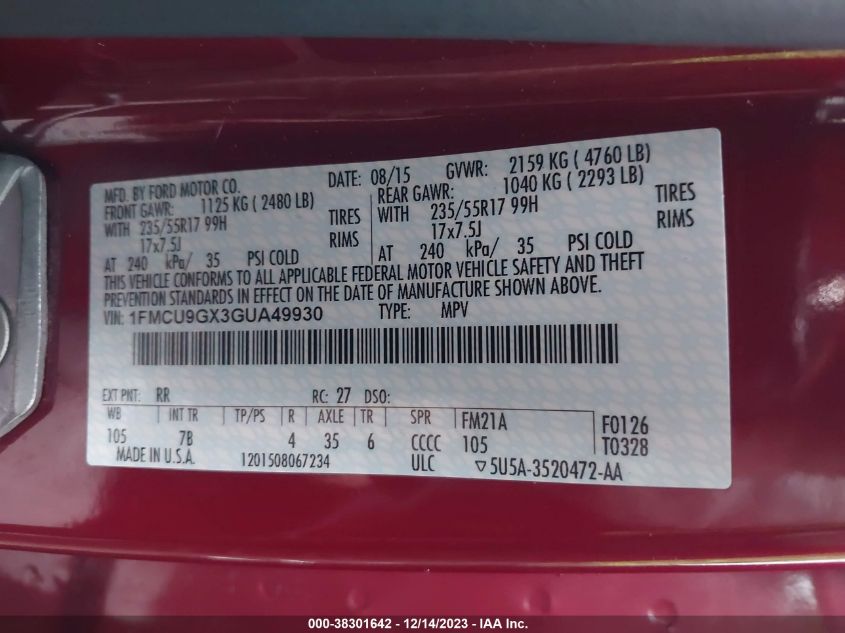 MFD. BY FORD MOTOR CO. DATE: 08/15 GVWR: 2159 KG ( 4760 LB)
FRONT GAWR: 1125 KG ( 2480 LB) REAR GAWR: 1040 KG ( 2293 LB)
WITH 235/55R17 99H TIRES WITH 235/55R17 99H TIRES
17x7.5J RIMS 17x7.5J RIMS
AT 240 kPa/ 35 PSI COLD AT 240 kPa/ 35 PSI COLD
THIS VEHICLE CONFORMS TO ALL APPLICABLE FEDERAL MOTOR VEHICLE SAFETY AND THEFT
PREVENTION STANDARDS IN EFFECT ON THE DATE OF MANUFACTURE SHOWN ABOVE.
VIN: 1FMCU9GX3GUA49930 TYPE: MPV
EXT PNT: RR RC: 27 DSO:
WB INT TR TP/PS R AXLE TR SPR FM21A F0126
105 7B 4 35 6 CCCC 105 T0328
MADE IN U.S.A. 1201508067234 ULC ▽5U5A-3520472-AA
000-38301642 - 12/14/2023 - © IAA, Inc.